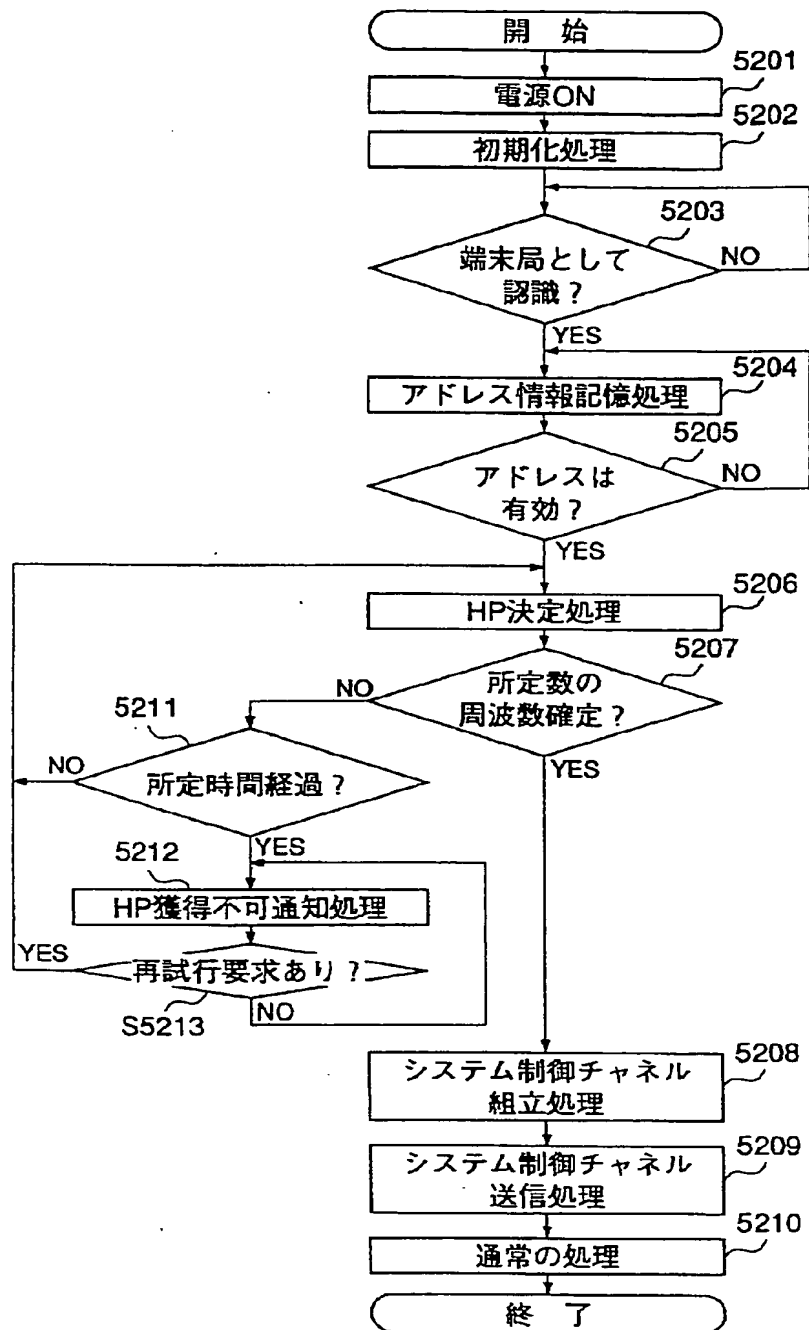 開 始
5201
電源ON
5202
初期化処理
5203
端末局として
認識？
NO
YES
5204
アドレス情報記憶処理
5205
アドレスは
有効？
NO
YES
5206
HP決定処理
5207
所定数の
周波数確定？
NO
YES
5211
所定時間経過？
NO
YES
5212
HP獲得不可通知処理
YES
再試行要求あり？
S5213
NO
5208
システム制御チャネル
組立処理
5209
システム制御チャネル
送信処理
5210
通常の処理
終 了